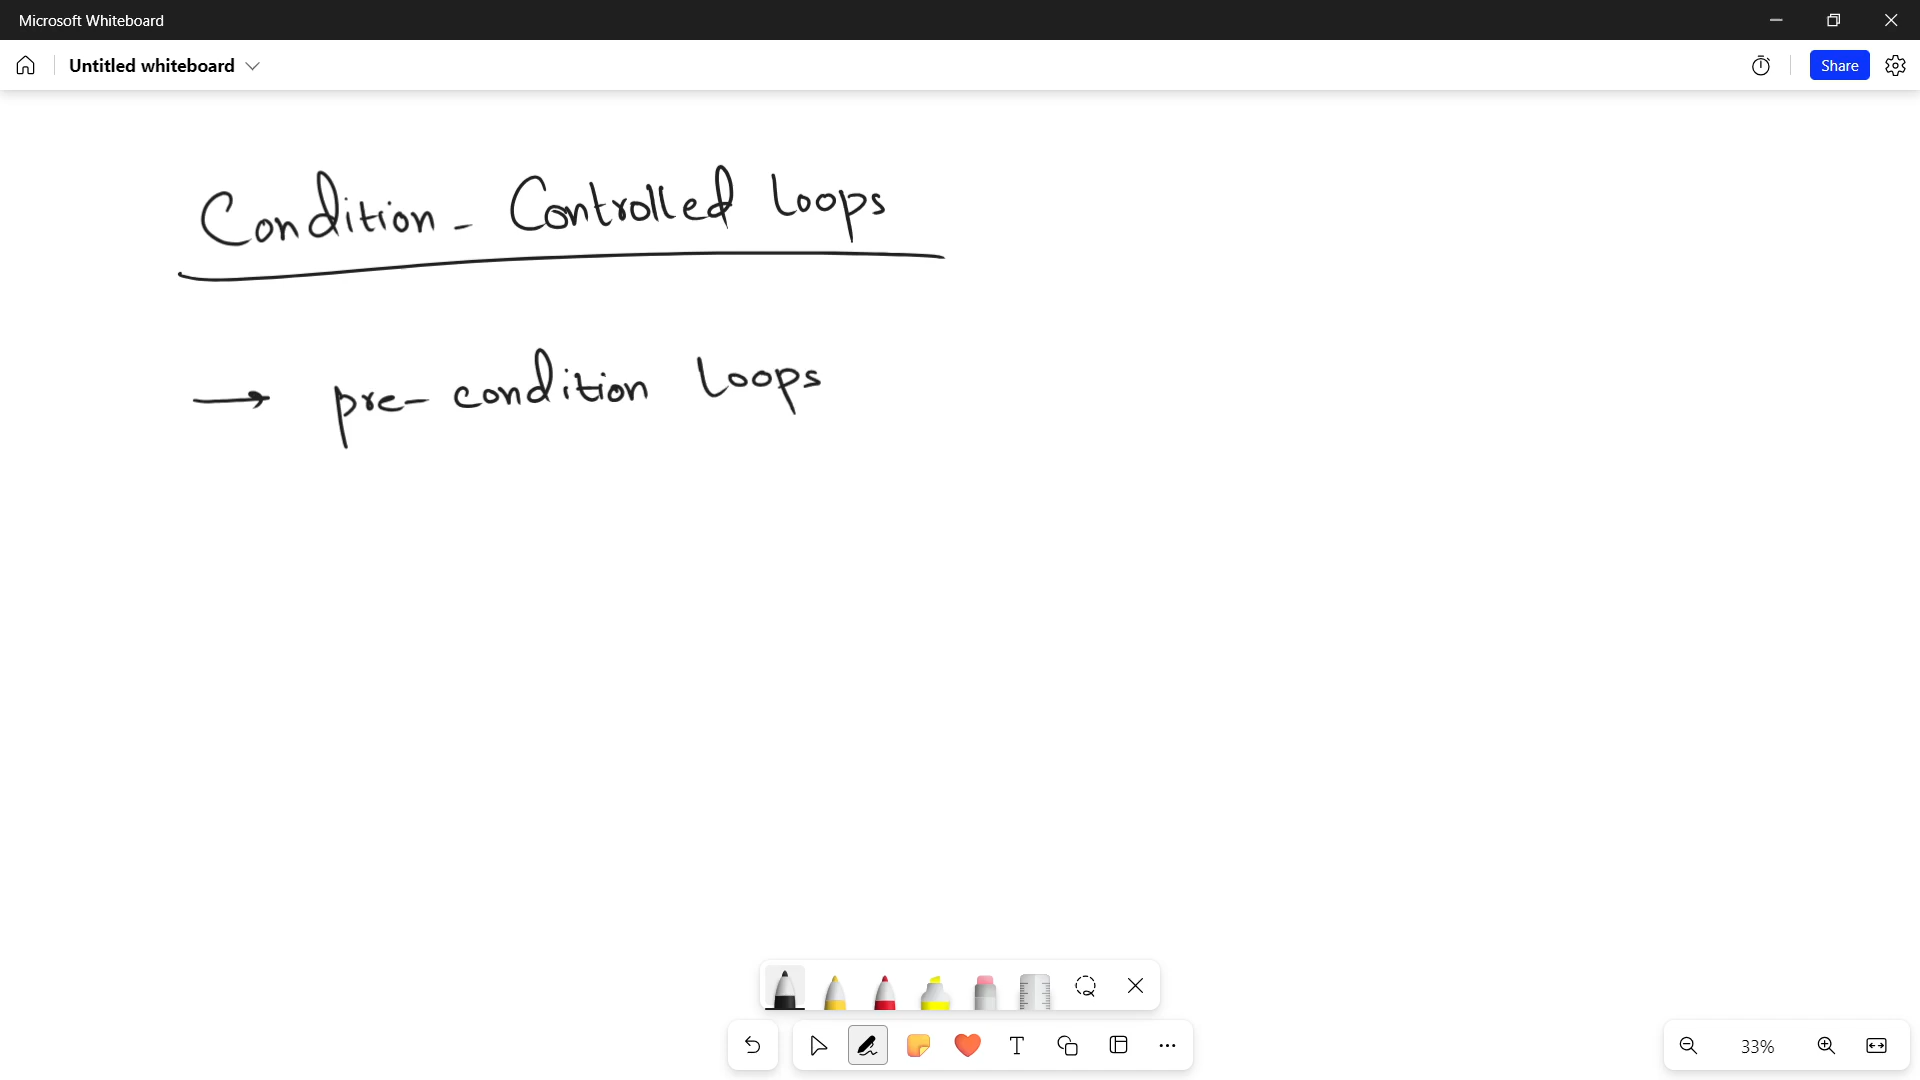 Microsoft Whiteboard
Untitled whiteboard
Share
Condition - Controlled Loops
→ pre-condition Loops
33%